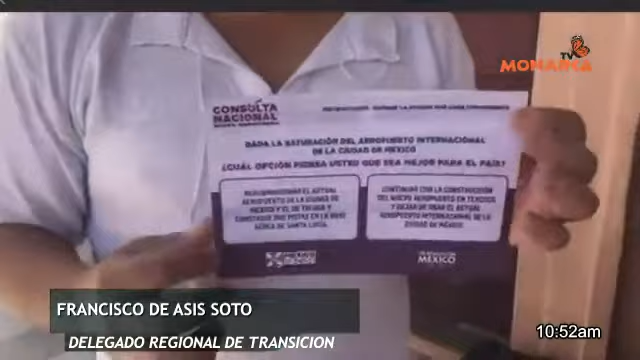 TV
MONARCA
CONSULTA
NACIONAL
DADA LA SATURACIÓN DEL AEROPUERTO INTERNACIONAL
DE LA CIUDAD DE MÉXICO
¿CUÁL OPCIÓN PIENSA USTED QUE SEA MEJOR PARA EL PAÍS?
REACONDICIONAR EL ACTUAL
AEROPUERTO DE LA CIUDAD DE
MÉXICO Y EL DE TOLUCA Y
CONSTRUIR DOS PISTAS EN LA BASE
AÉREA DE SANTA LUCÍA.
CONTINUAR CON LA CONSTRUCCIÓN
DEL NUEVO AEROPUERTO EN TEXCOCO
Y DEJAR DE USAR EL ACTUAL
AEROPUERTO INTERNACIONAL DE LA
CIUDAD DE MÉXICO.
MÉXICO
MÉXICO
FRANCISCO DE ASIS SOTO
DELEGADO REGIONAL DE TRANSICION
10:52am